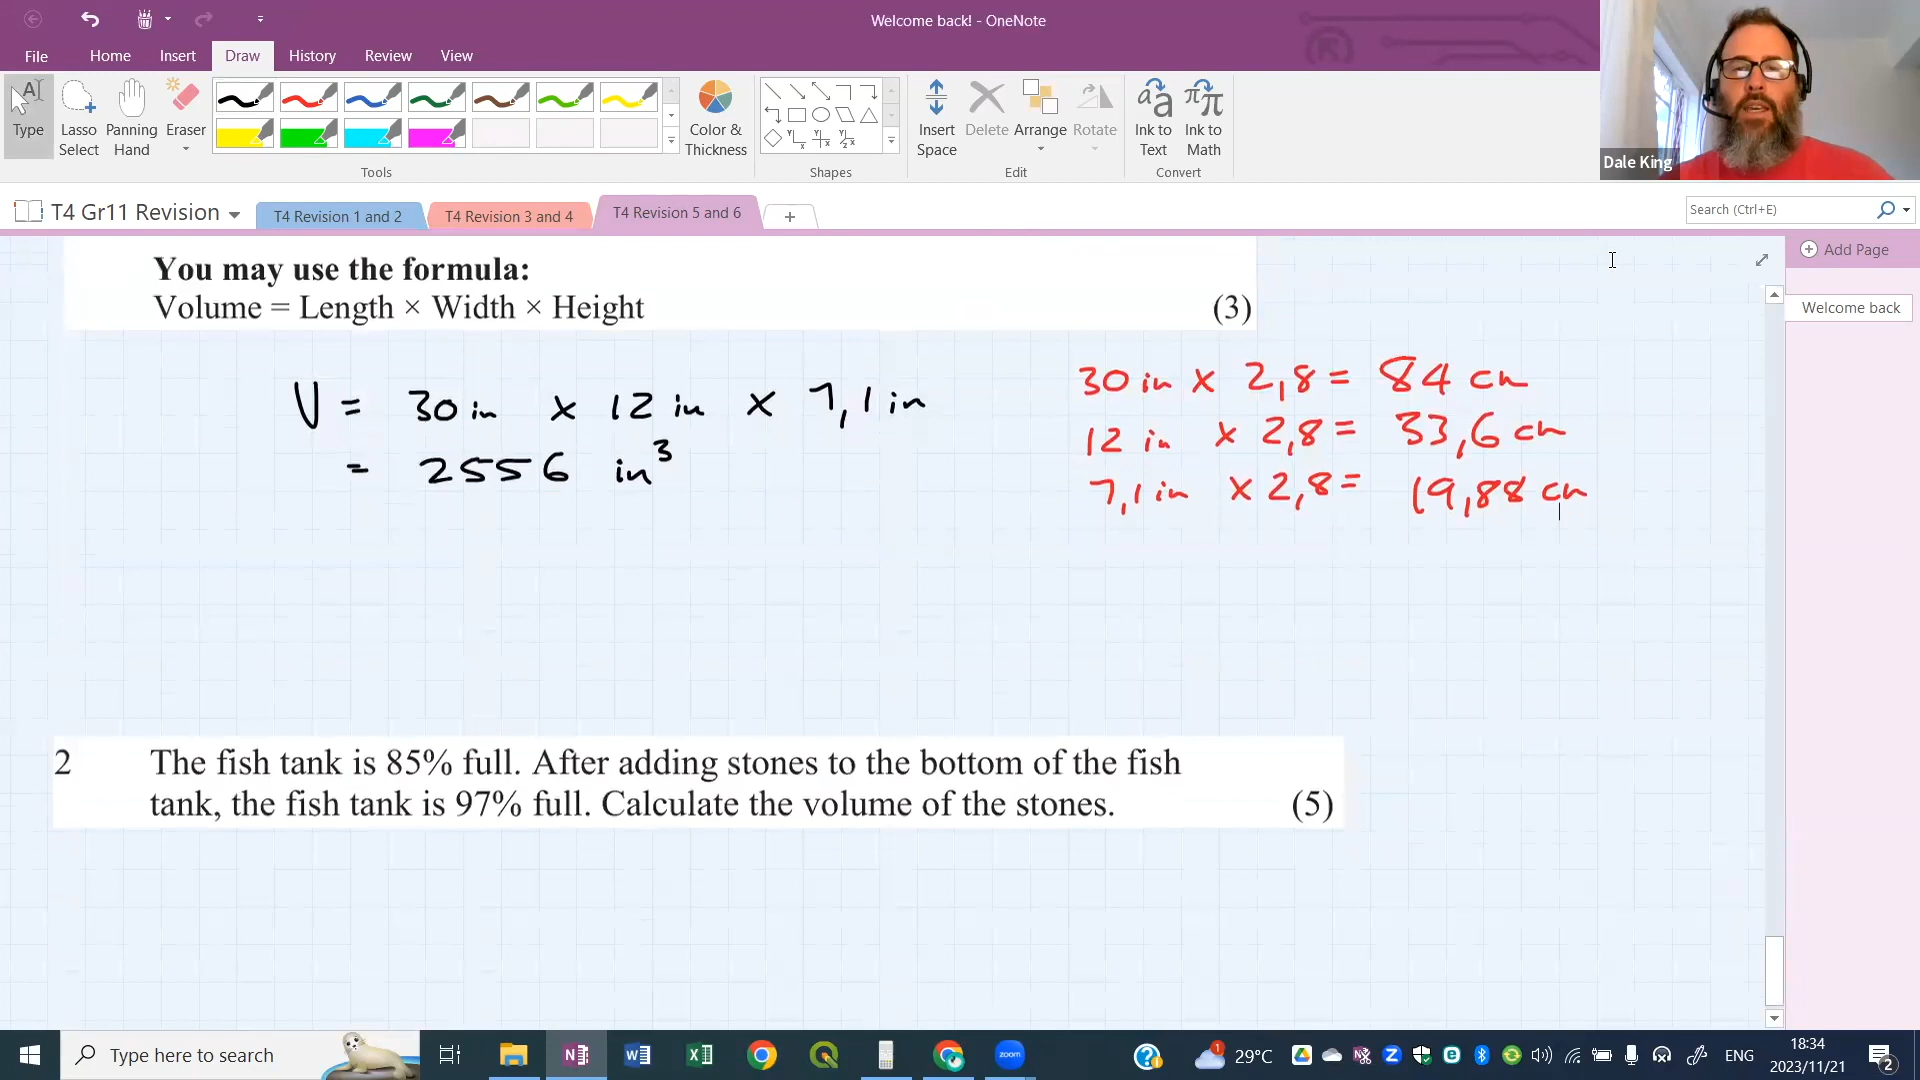 Welcome back! - OneNote
File Home Insert Draw History Review View
Type
Lasso Select
Panning Hand
Eraser
Color & Thickness
Insert Space
Delete
Arrange
Rotate
Ink to Text
Ink to Math
Tools Shapes Edit Convert
Dale King
T4 Gr11 Revision
T4 Revision 1 and 2
T4 Revision 3 and 4
T4 Revision 5 and 6
Search (Ctrl+E)
Add Page
Welcome back
You may use the formula:
Volume = Length × Width × Height (3)
V = 30 in x 12 in x 7,1 in
= 2556 in³
30 in x 2,8 = 84 cm
12 in x 2,8 = 33,6 cm
7,1 in x 2,8 = 19,88 cm
2 The fish tank is 85% full. After adding stones to the bottom of the fish
tank, the fish tank is 97% full. Calculate the volume of the stones. (5)
Type here to search
zoom
29°C
ENG
18:34
2023/11/21
2